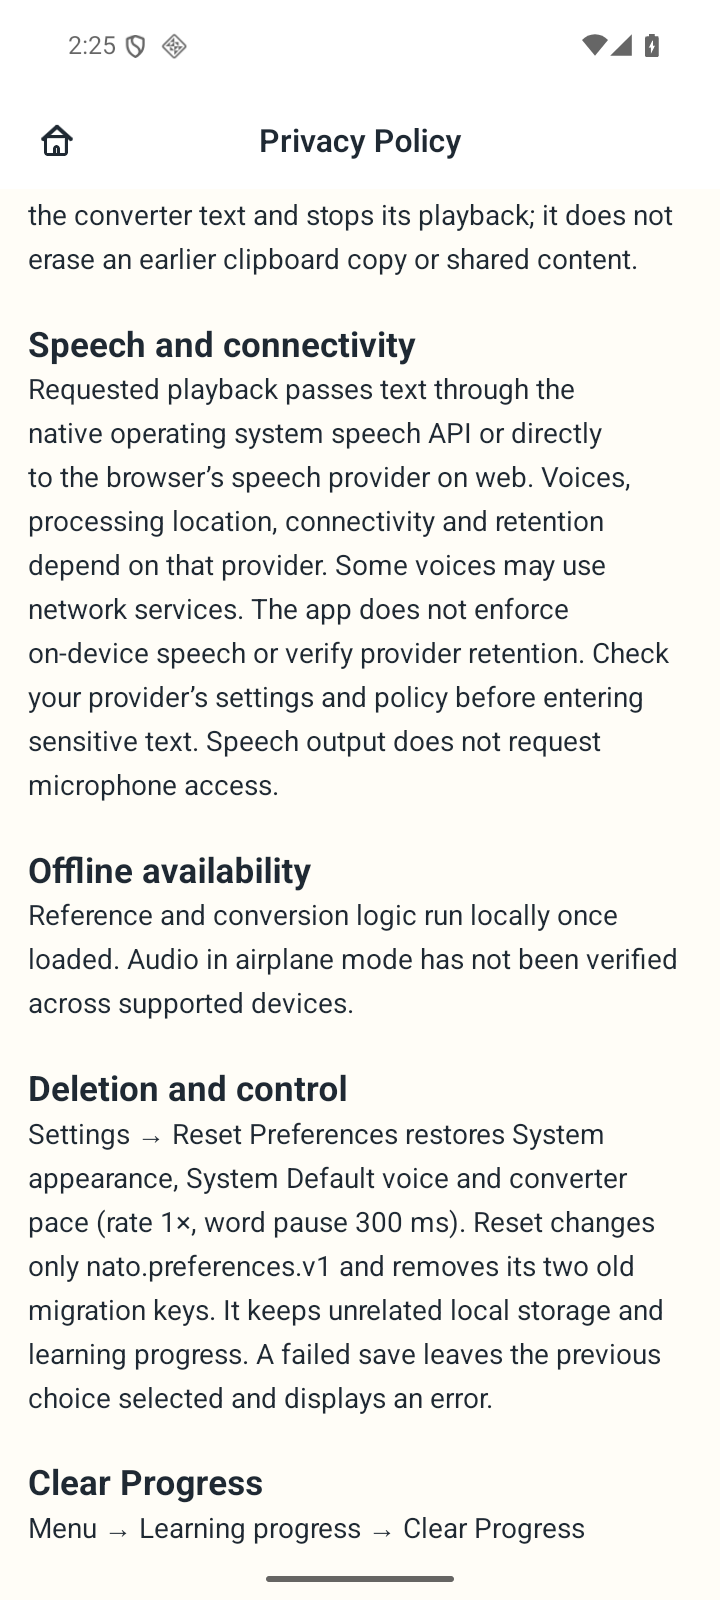 2:25
Privacy Policy
the converter text and stops its playback; it does not
erase an earlier clipboard copy or shared content.
Speech and connectivity
Requested playback passes text through the
native operating system speech API or directly
to the browser’s speech provider on web. Voices,
processing location, connectivity and retention
depend on that provider. Some voices may use
network services. The app does not enforce
on-device speech or verify provider retention. Check
your provider’s settings and policy before entering
sensitive text. Speech output does not request
microphone access.
Offline availability
Reference and conversion logic run locally once
loaded. Audio in airplane mode has not been verified
across supported devices.
Deletion and control
Settings → Reset Preferences restores System
appearance, System Default voice and converter
pace (rate 1×, word pause 300 ms). Reset changes
only nato.preferences.v1 and removes its two old
migration keys. It keeps unrelated local storage and
learning progress. A failed save leaves the previous
choice selected and displays an error.
Clear Progress
Menu → Learning progress → Clear Progress